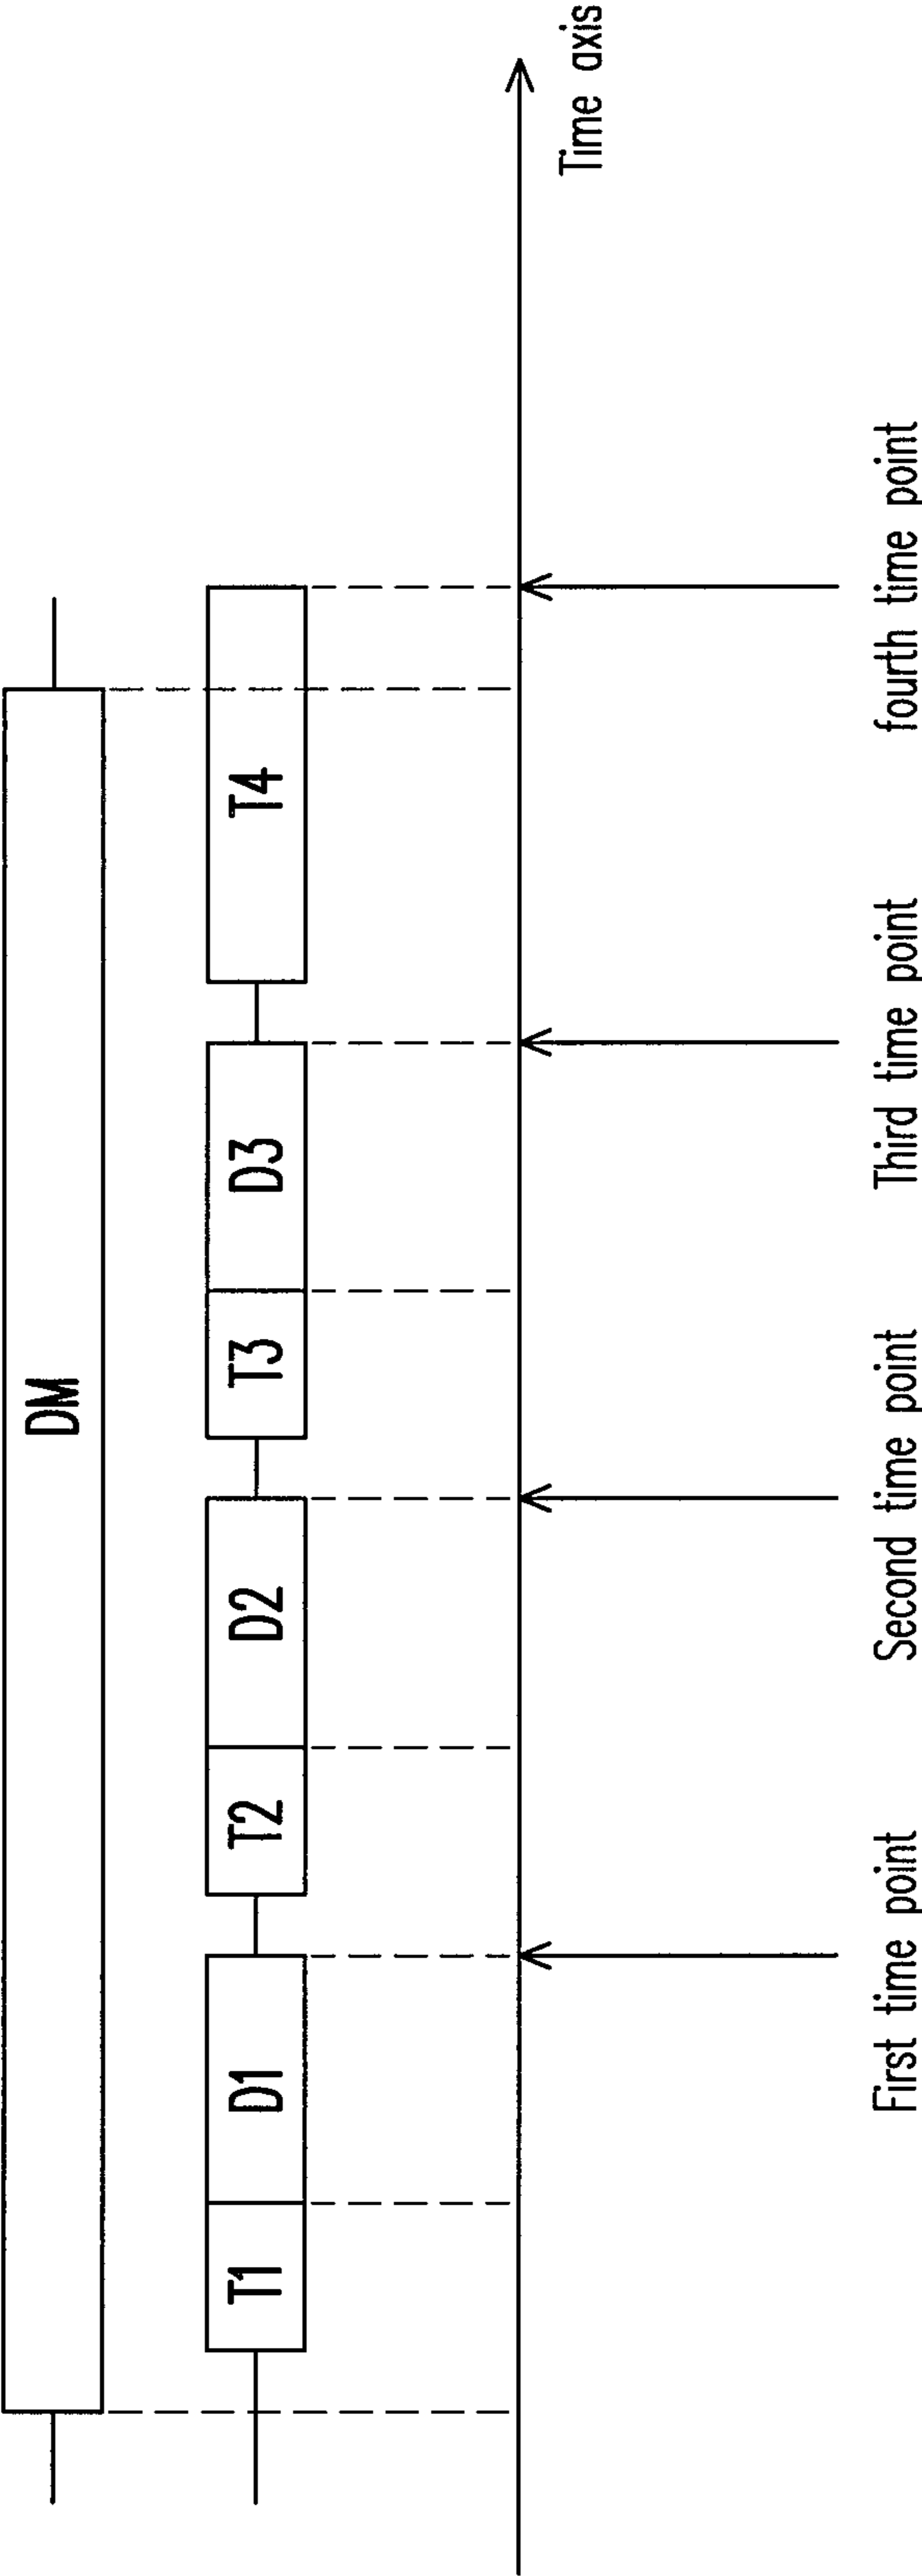 DM
T1
D1
T2
D2
T3
D3
T4
Time axis
First time point
Second time point
Third time point
fourth time point